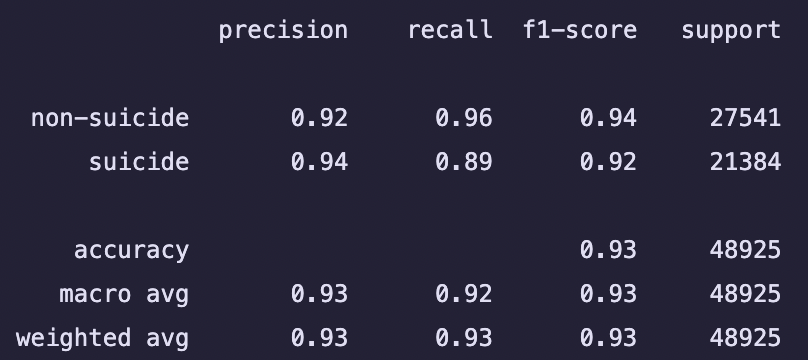 precision recall f1-score support
non-suicide 0.92 0.96 0.94 27541
suicide 0.94 0.89 0.92 21384
accuracy 0.93 48925
macro avg 0.93 0.92 0.93 48925
weighted avg 0.93 0.93 0.93 48925